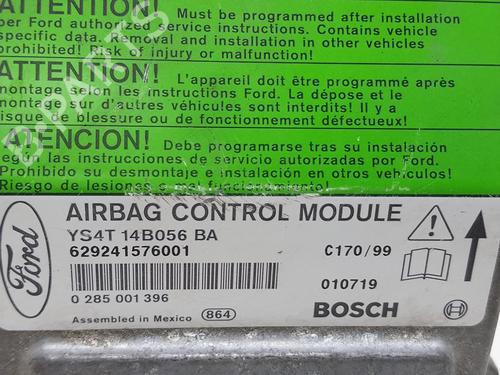 ATTENTION! Must be programmed after installation
per Ford authorized service instructions. Contains vehicle
specific data. Removal and installation in other vehicles
prohibited! Risk of injury or malfunction!
ATTENTION! L'appareil doit être programmé après
montage selon les instructions Ford. La dépose et le
montage sur d'autres véhicules sont interdits! Il y a
risque de blessure ou de fonctionnement défectueux!
ATENCION! Debe programarse tras su instalación
según las instrucciones de servicio autorizadas por Ford.
Prohibido su desmontaje e instalación en otros vehículos!
Riesgo de lesiones o mal funcionamiento!
Ford
AIRBAG CONTROL MODULE
YS4T 14B056 BA
629241576001
C170/99
0 285 001 396
010719
Assembled in Mexico
864
BOSCH